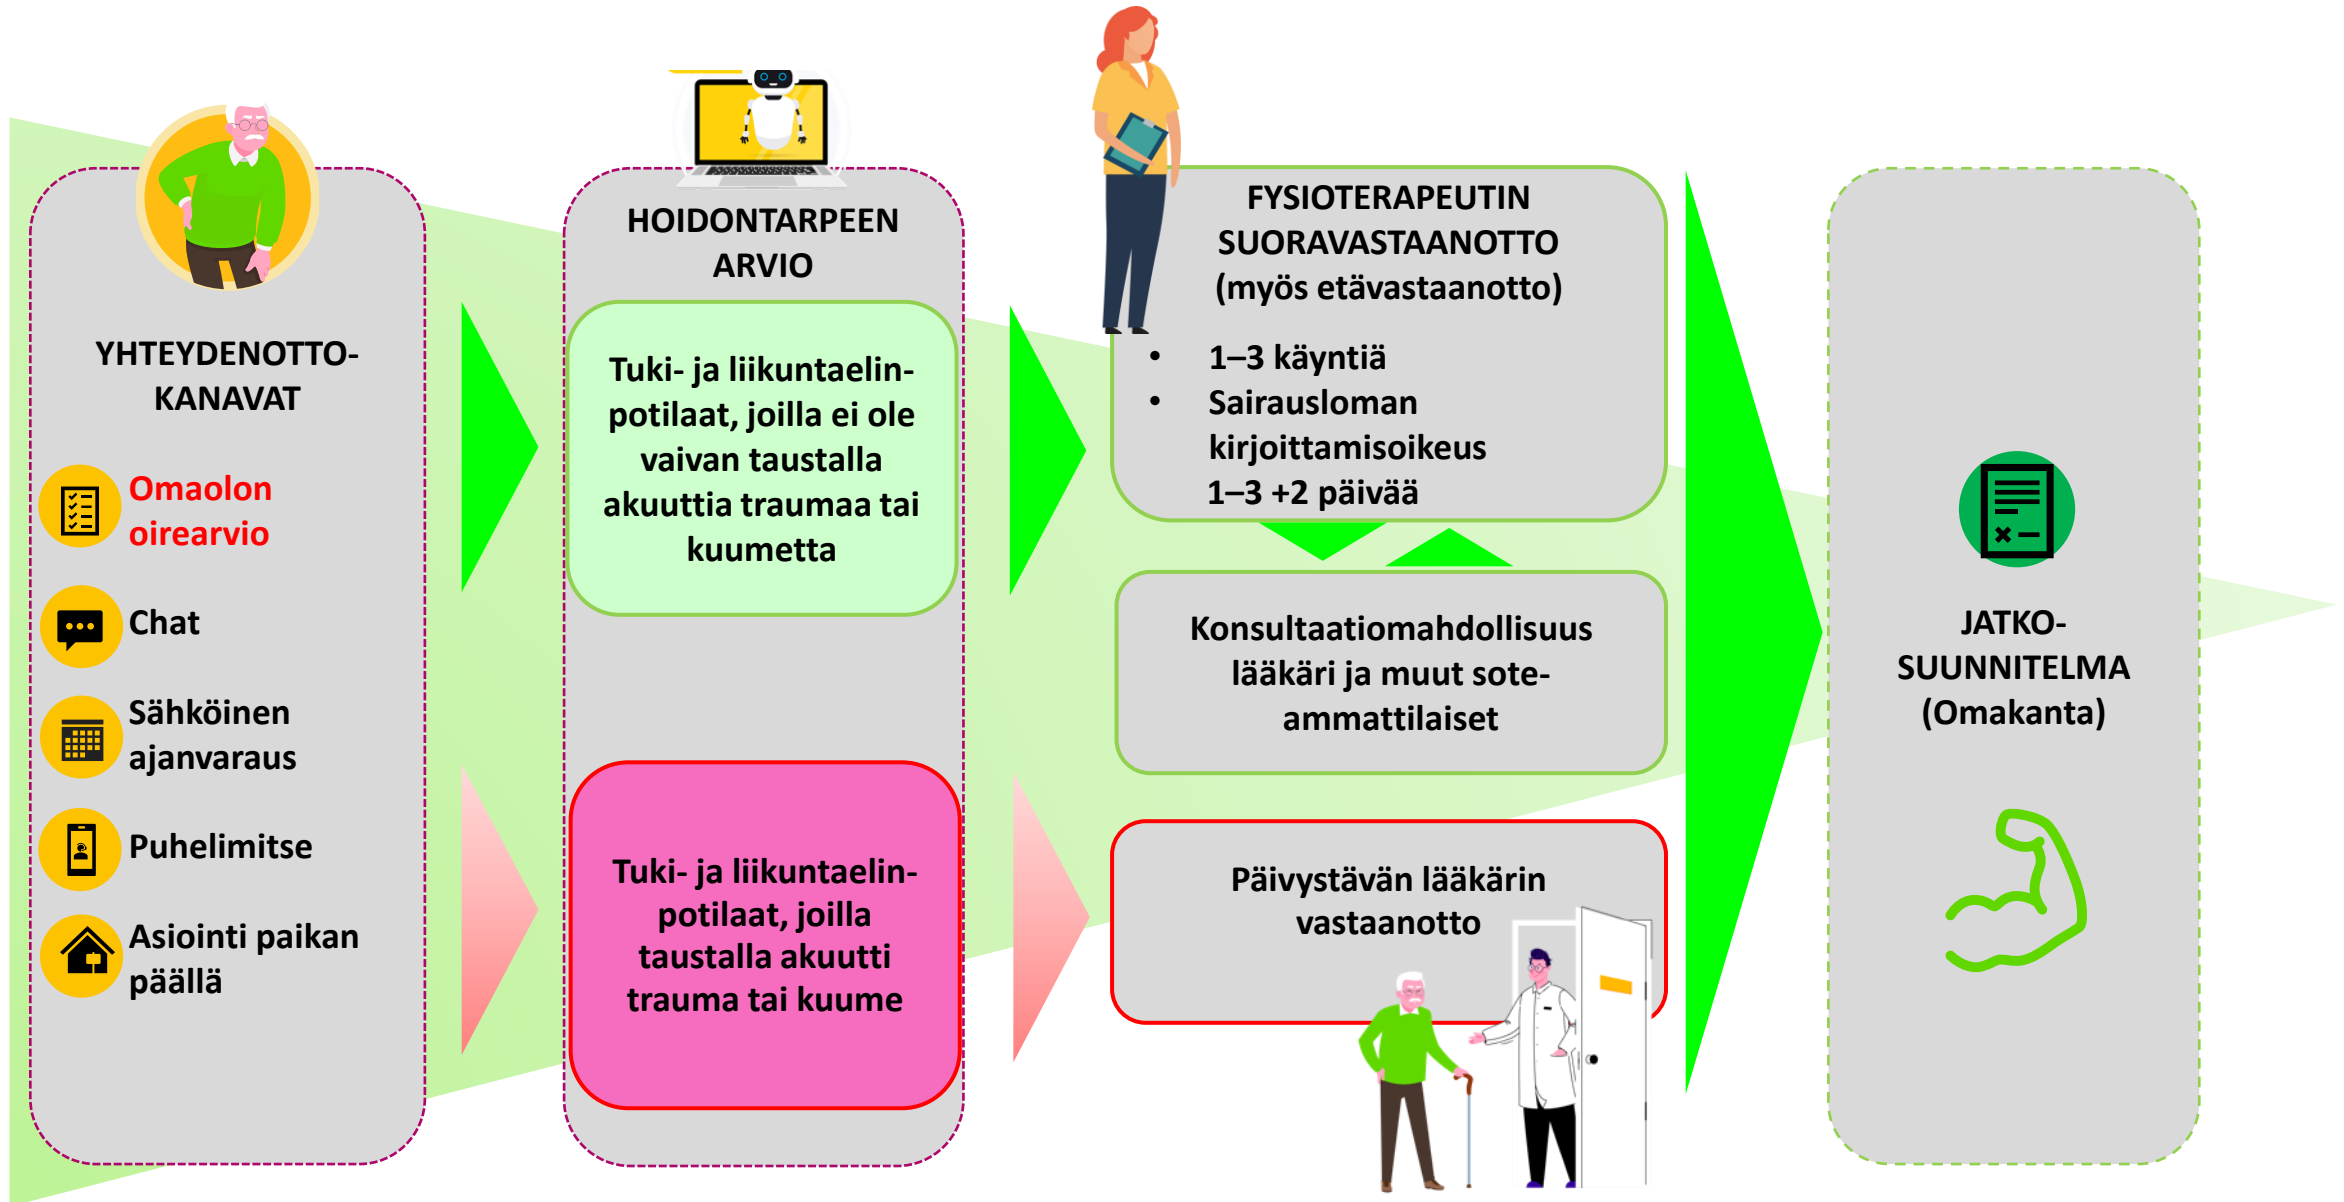 YHTEYDENOTTO-
KANAVAT
Omaolon
oirearvio
Chat
Sähköinen
ajanvaraus
Puhelimitse
Asiointi paikan
päällä
HOIDONTARPEEN
ARVIO
Tuki- ja liikuntaelin-
potilaat, joilla ei ole
vaivan taustalla
akuuttia traumaa tai
kuumetta
Tuki- ja liikuntaelin-
potilaat, joilla
taustalla akuutti
trauma tai kuume
FYSIOTERAPEUTIN
SUORAVASTAANOTTO
(myös etävastaanotto)
• 1–3 käyntiä
• Sairausloman
kirjoittamisoikeus
1–3 +2 päivää
Konsultaatiomahdollisuus
lääkäri ja muut sote-
ammattilaiset
Päivystävän lääkärin
vastaanotto
JATKO-
SUUNNITELMA
(Omakanta)